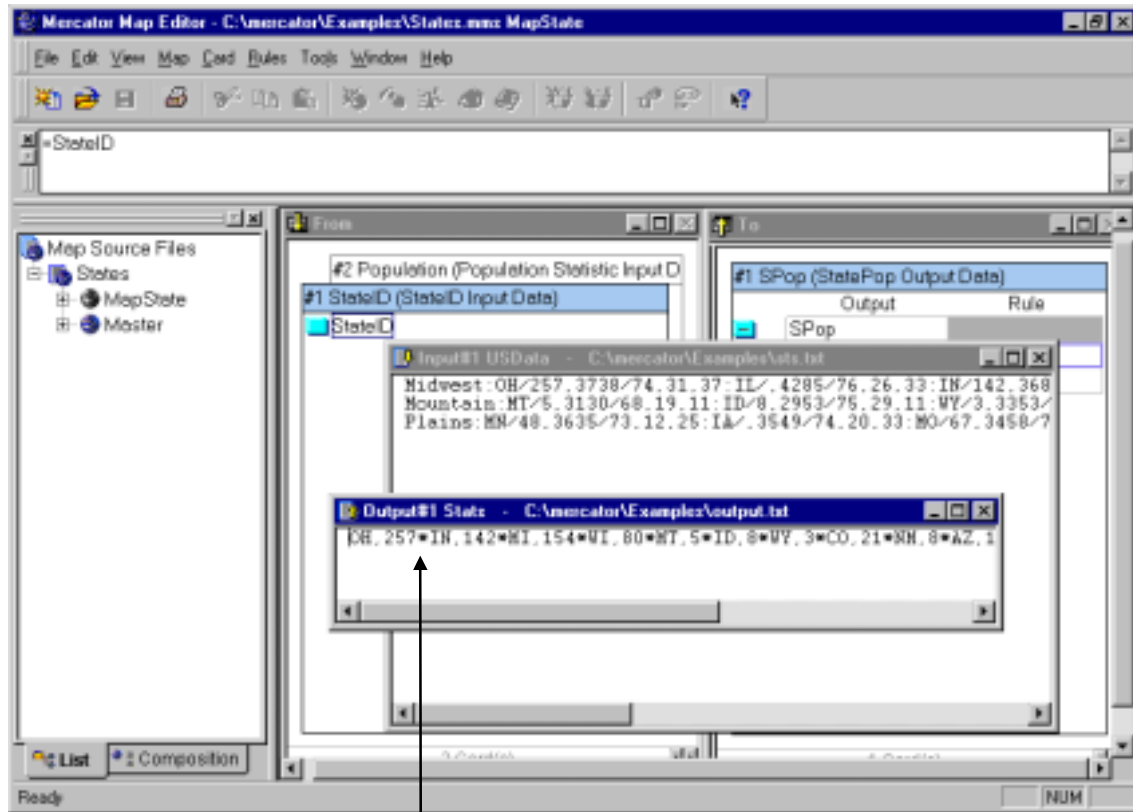 Mercator Map Editor - C:\mercator\Examples\States.mms MapState
File Edit View Map Card Rules Tools Window Help
=StateID
Map Source Files
States
MapState
Master
List
Composition
From
#2 Population (Population Statistic Input D
#1 StateID (StateID Input Data)
StateID
To
#1 SPop (StatePop Output Data)
Output Rule
SPop
Input#1 USData - C:\mercator\Examples\sts.txt
Midwest:OH/257.3738/74.31.37:IL/.4285/76.26.33:IN/142.368
Mountain:MT/5.3130/68.19.11:ID/8.2953/75.29.11:WY/3.3353/
Plains:MN/48.3635/73.12.25:IA/.3549/74.20.33:MO/67.3458/7
Output#1 Stats - C:\mercator\Examples\output.txt
OH,257*IN,142*MI,154*WI,80*MT,5*ID,8*WY,3*CO,21*NM,8*AZ,1
Ready
NUM